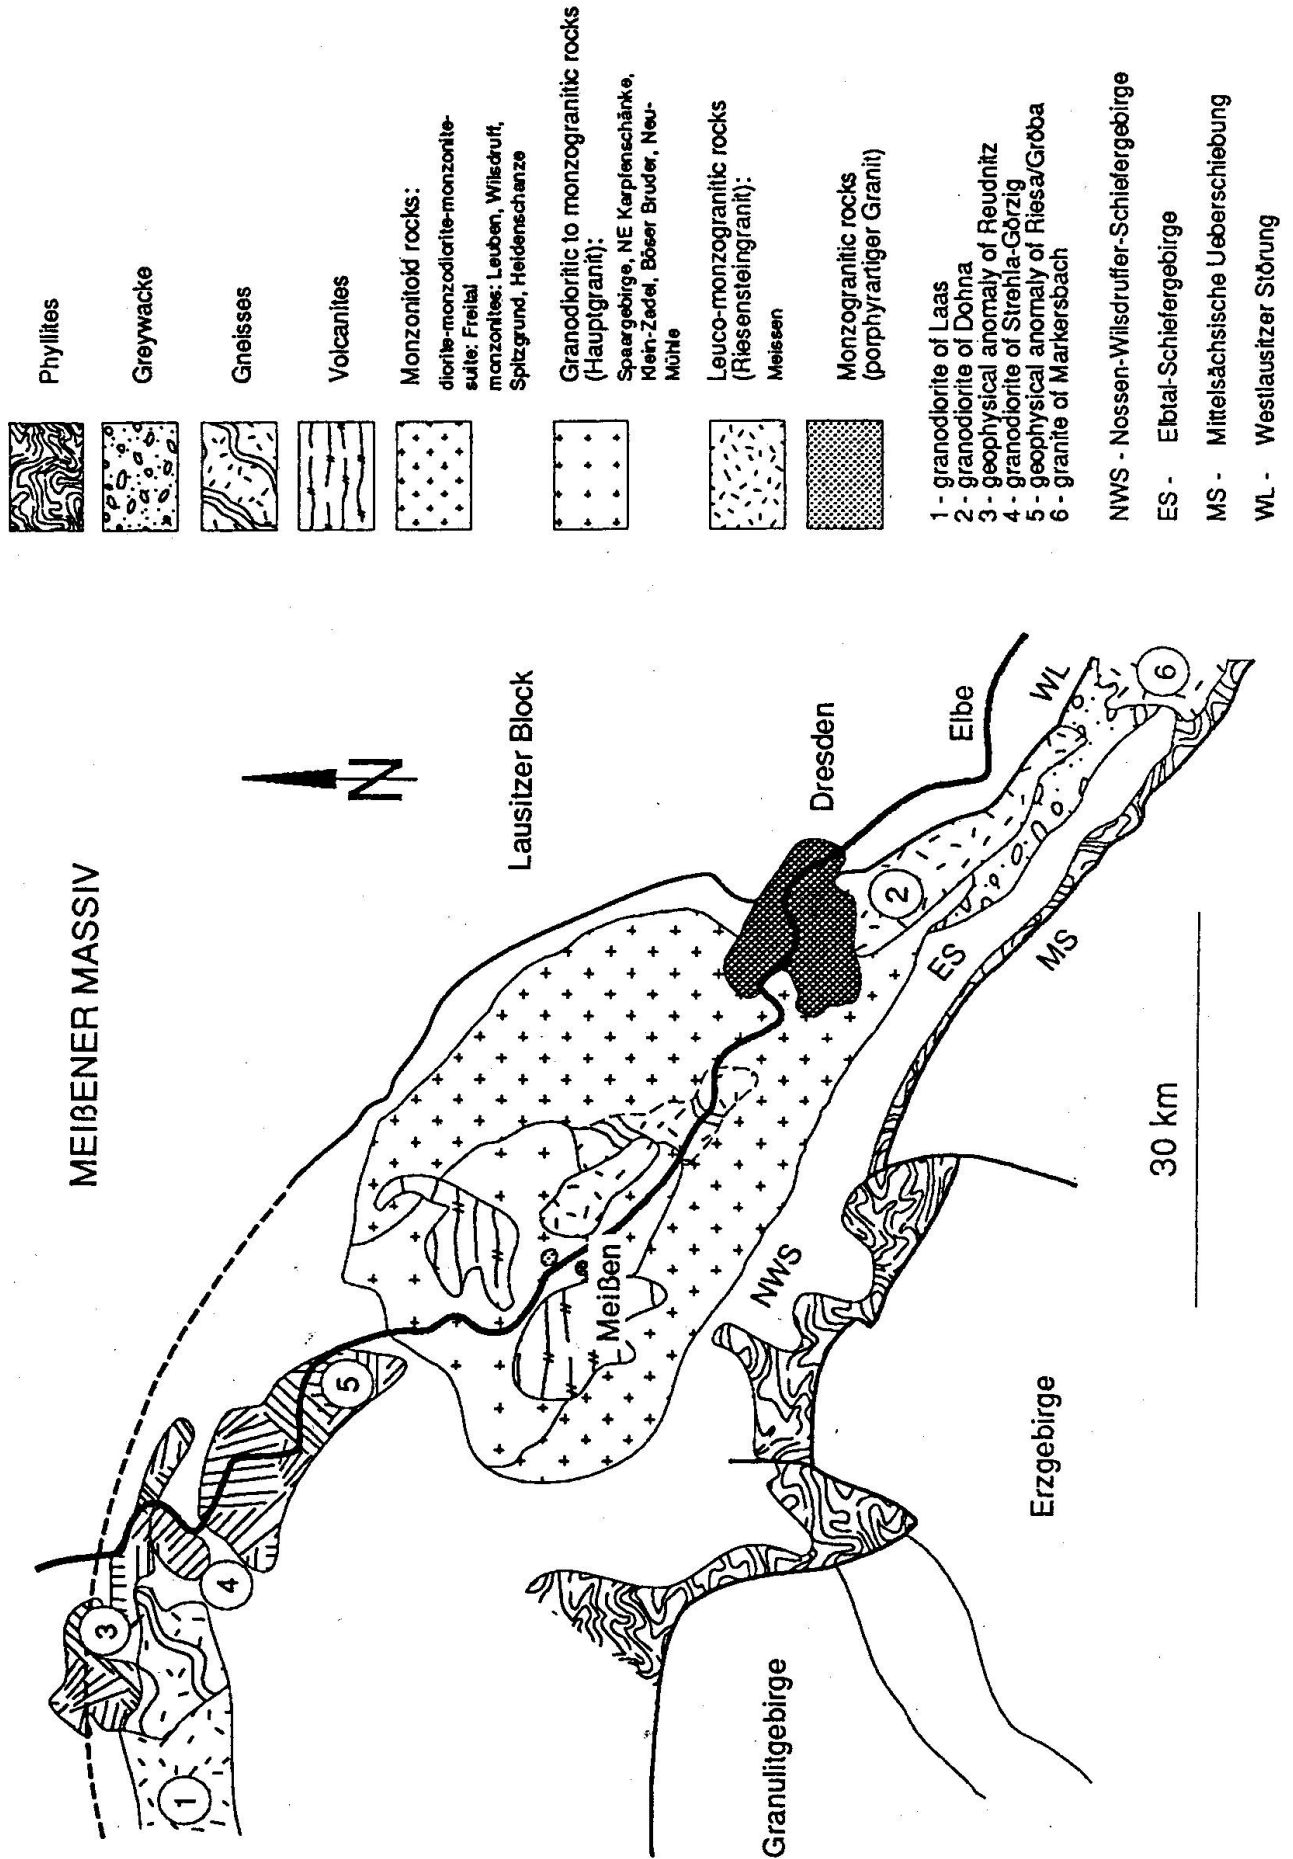 MEIßENER MASSIV
N
Lausitzer Block
Dresden
Elbe
WL
Meißen
ES
MS
NWS
Erzgebirge
Granulitgebirge
30 km
1
2
3
4
5
6
Phyllites
Greywacke
Gneisses
Volcanites
Monzonitoid rocks:
diorite-monzodiorite-monzonite-
suite: Freital
monzonites: Leuben, Wilsdruff,
Spitzgrund, Heidenschanze
Granodioritic to monzogranitic rocks
(Hauptgranit):
Spaargebirge, NE Karpfenschänke,
Klein-Zadel, Böser Bruder, Neu-
Mühle
Leuco-monzogranitic rocks
(Riesensteingranit):
Meissen
Monzogranitic rocks
(porphyrartiger Granit)
1 - granodiorite of Laas
2 - granodiorite of Dohna
3 - geophysical anomaly of Reudnitz
4 - granodiorite of Strehla-Görzig
5 - geophysical anomaly of Riesa/Gröba
6 - granite of Markersbach
NWS - Nossen-Wilsdruffer-Schiefergebirge
ES - Elbtal-Schiefergebirge
MS - Mittelsächsische Ueberschiebung
WL - Westlausitzer Störung